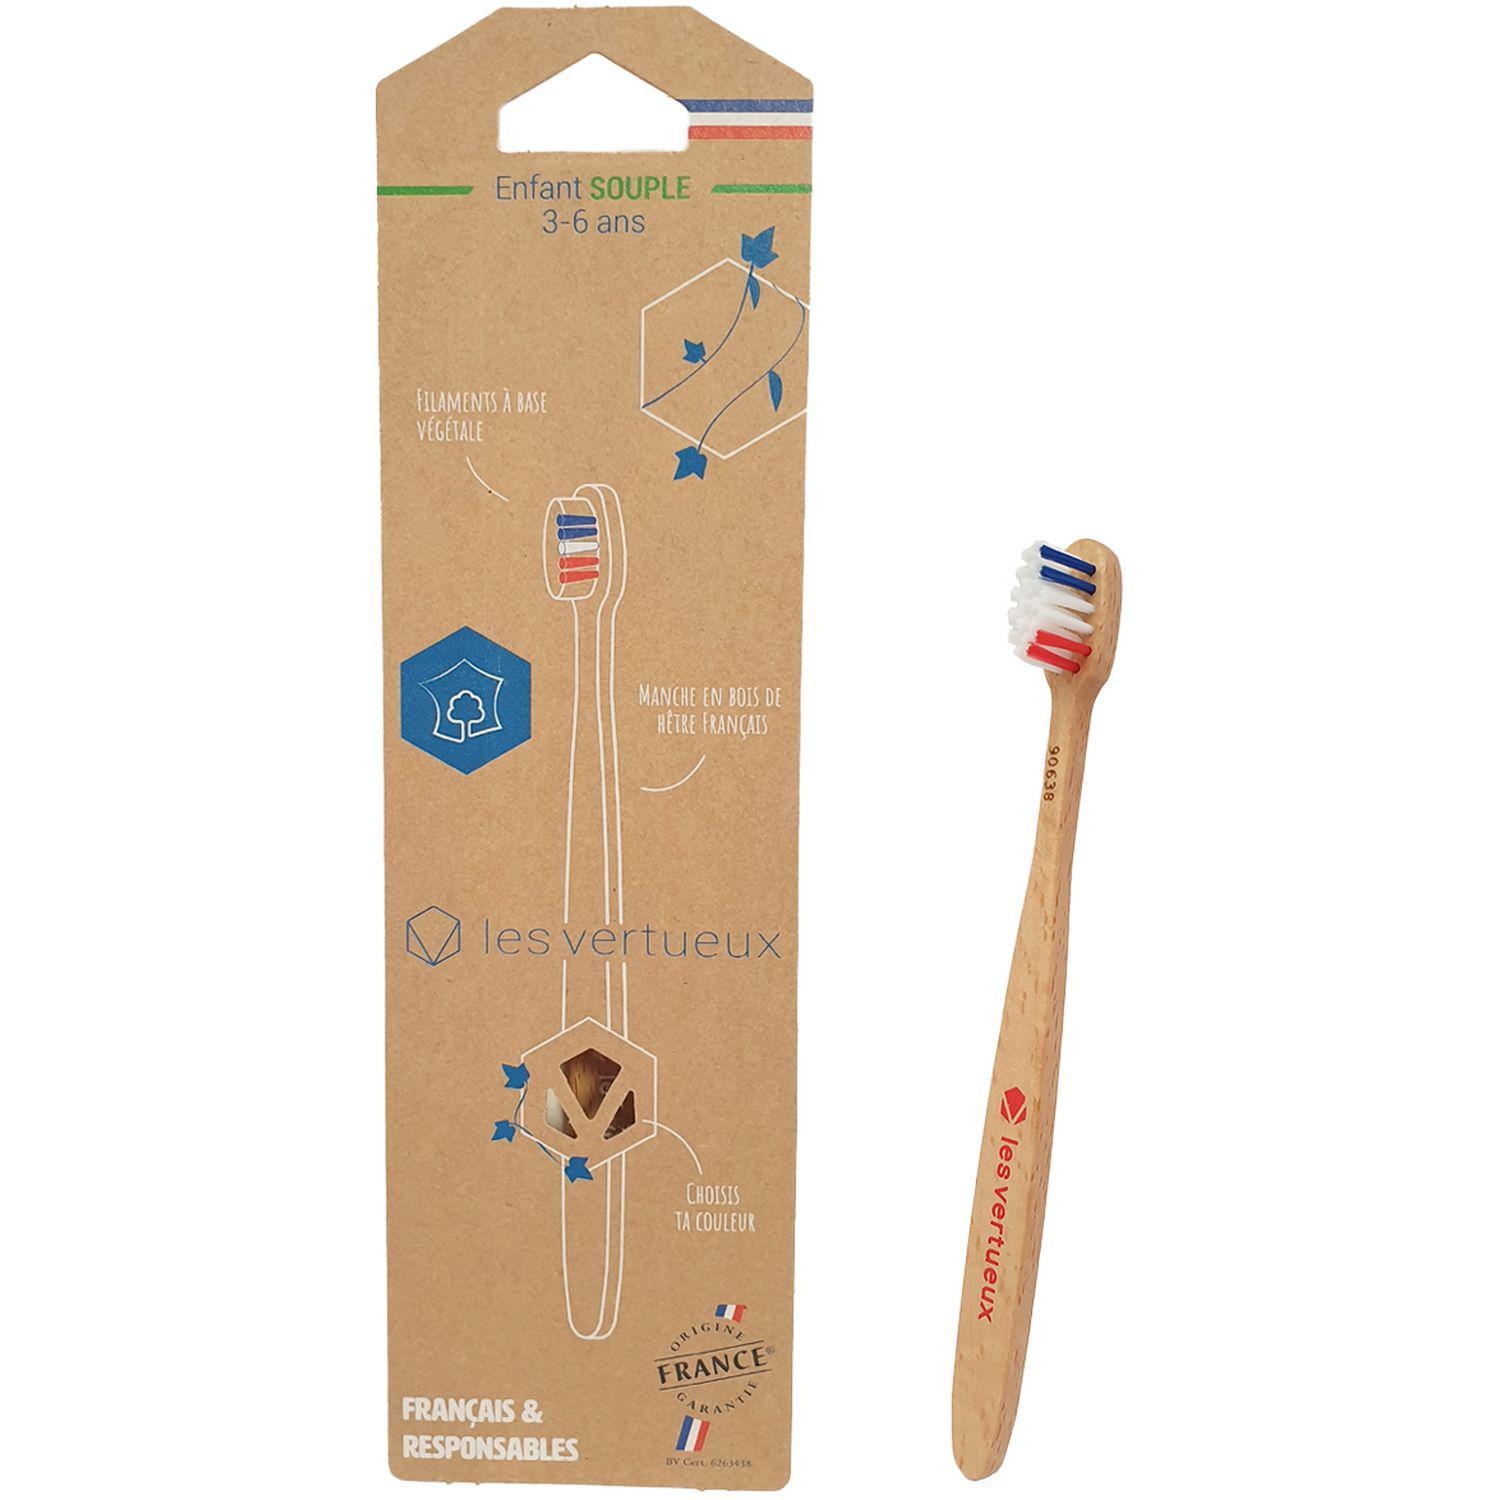 Enfant SOUPLE
3-6 ans
FILAMENTS À BASE
VÉGÉTALE
MANCHE EN BOIS DE
HÊTRE FRANÇAIS
les vertueux
CHOISIS
TA COULEUR
ORIGINE
FRANCE®
GARANTIE
BV Cert. 6263438
FRANÇAIS &
RESPONSABLES
90638
les vertueux